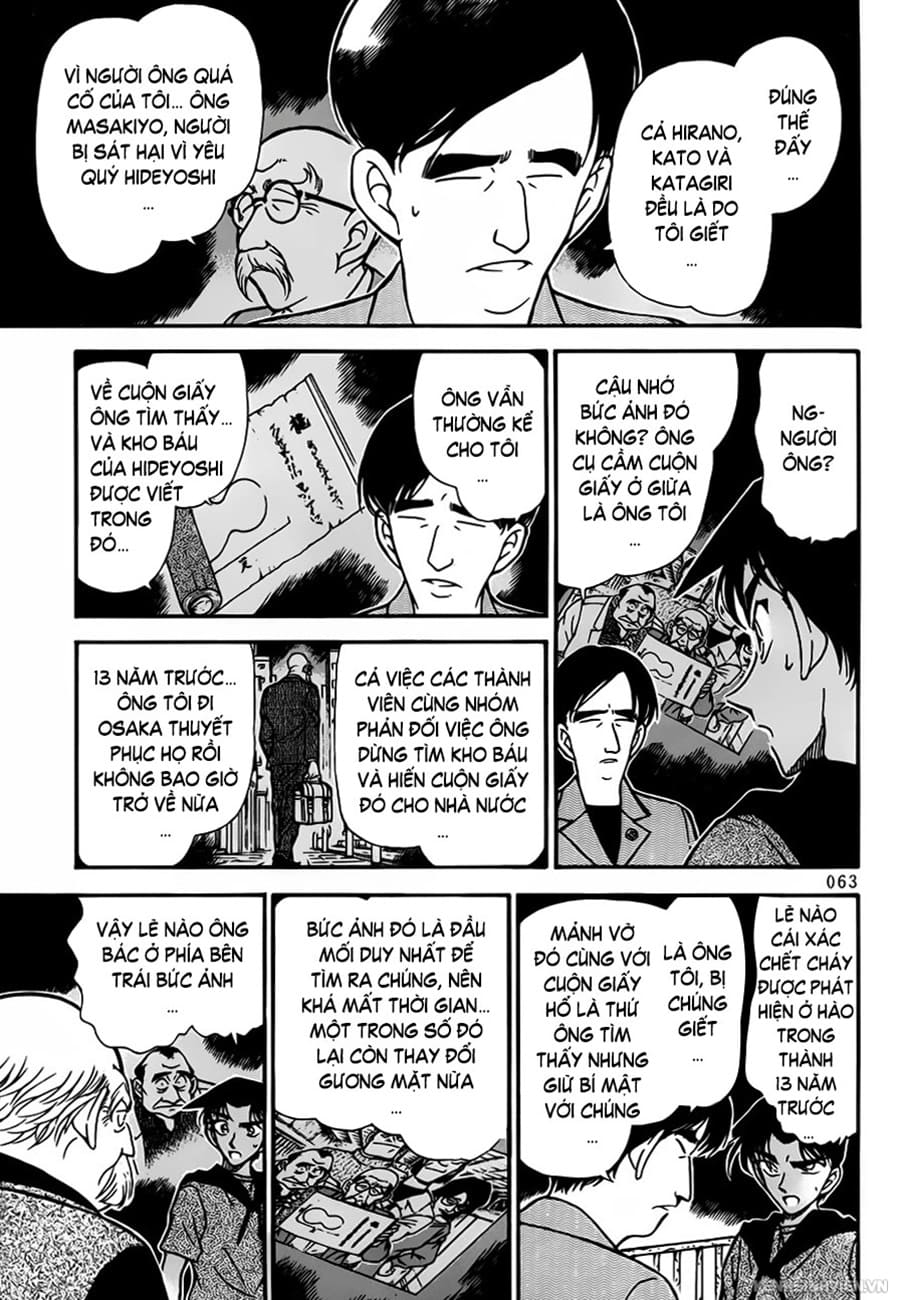 ĐÚNG
THẾ
ĐẤY
...
CẢ HIRANO,
KATO VÀ
KATAGIRI
ĐỀU LÀ DO
TÔI GIẾT
...
VÌ NGƯỜI ÔNG QUÁ
CỐ CỦA TÔI... ÔNG
MASAKIYO, NGƯỜI
BỊ SÁT HẠI VÌ YÊU
QUÝ HIDEYOSHI
...
NG-
NGƯỜI
ÔNG?
CẬU NHỚ
BỨC ẢNH ĐÓ
KHÔNG? ÔNG
CỤ CẦM CUỘN
GIẤY Ở GIỮA
LÀ ÔNG TÔI
...
ÔNG VẪN
THƯỜNG KỂ
CHO TÔI
...
VỀ CUỘN GIẤY
ÔNG TÌM THẤY...
VÀ KHO BÁU
CỦA HIDEYOSHI
ĐƯỢC VIẾT
TRONG
ĐÓ...
CẢ VIỆC CÁC THÀNH
VIÊN CÙNG NHÓM
PHẢN ĐỐI VIỆC ÔNG
DỪNG TÌM KHO BÁU
VÀ HIẾN CUỘN GIẤY
ĐÓ CHO NHÀ NƯỚC
...
13 NĂM TRƯỚC...
ÔNG TÔI ĐI
OSAKA THUYẾT
PHỤC HỌ RỒI
KHÔNG BAO GIỜ
TRỞ VỀ NỮA
...
063
LẼ NÀO
CÁI XÁC
CHẾT CHÁY
ĐƯỢC PHÁT
HIỆN Ở HÀO
TRONG
THÀNH
13 NĂM
TRƯỚC
...
LÀ ÔNG
TÔI, BỊ
CHÚNG
GIẾT
...
MẢNH VỠ
ĐÓ CÙNG VỚI
CUỘN GIẤY
HỔ LÀ THỨ
ÔNG TÌM
THẤY NHƯNG
GIỮ BÍ MẬT
VỚI CHÚNG
...
BỨC ẢNH ĐÓ LÀ ĐẦU
MỐI DUY NHẤT ĐỂ
TÌM RA CHÚNG, NÊN
KHÁ MẤT THỜI GIAN...
MỘT TRONG SỐ ĐÓ
LẠI CÒN THAY ĐỔI
GƯƠNG MẶT NỮA
...
VẬY LẼ NÀO ÔNG
BÁC Ở PHÍA BÊN
TRÁI BỨC ẢNH
...